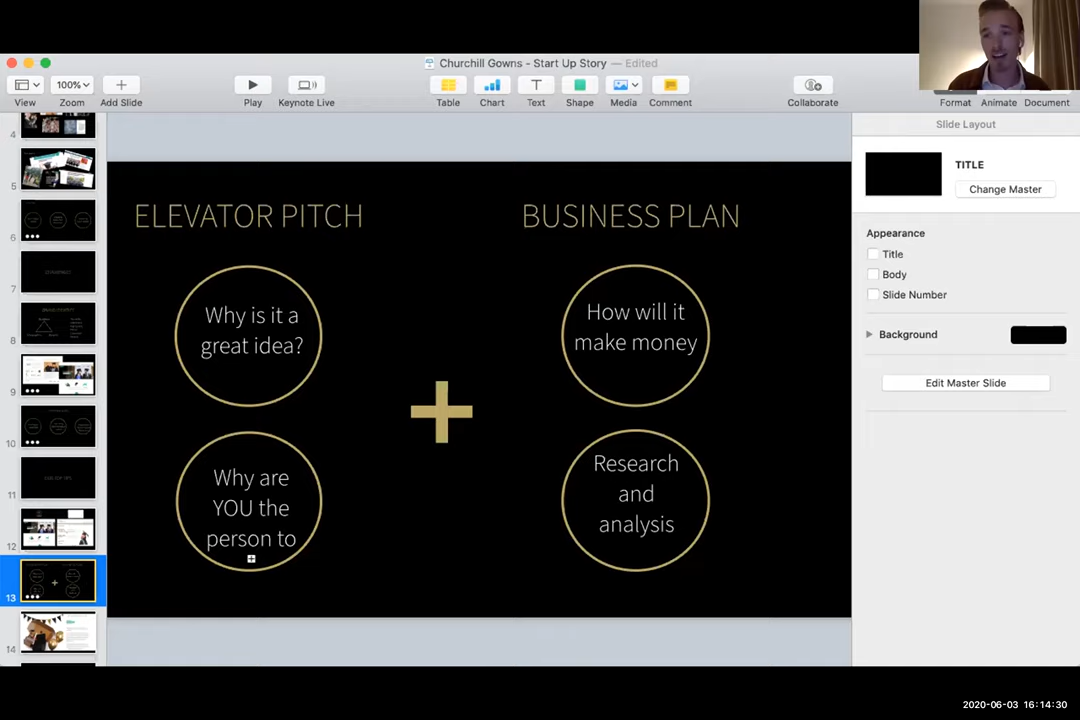 Churchill Gowns - Start Up Story — Edited
100%
View
Zoom
Add Slide
Play
Keynote Live
Table
Chart
Text
Shape
Media
Comment
Collaborate
Format
Animate
Document
Slide Layout
TITLE
Change Master
Appearance
Title
Body
Slide Number
Background
Edit Master Slide
4
5
6
7
8
9
10
11
12
13
14
ELEVATOR PITCH
Why is it a
great idea?
Why are
YOU the
person to
BUSINESS PLAN
How will it
make money
Research
and
analysis
2020-06-03 16:14:30